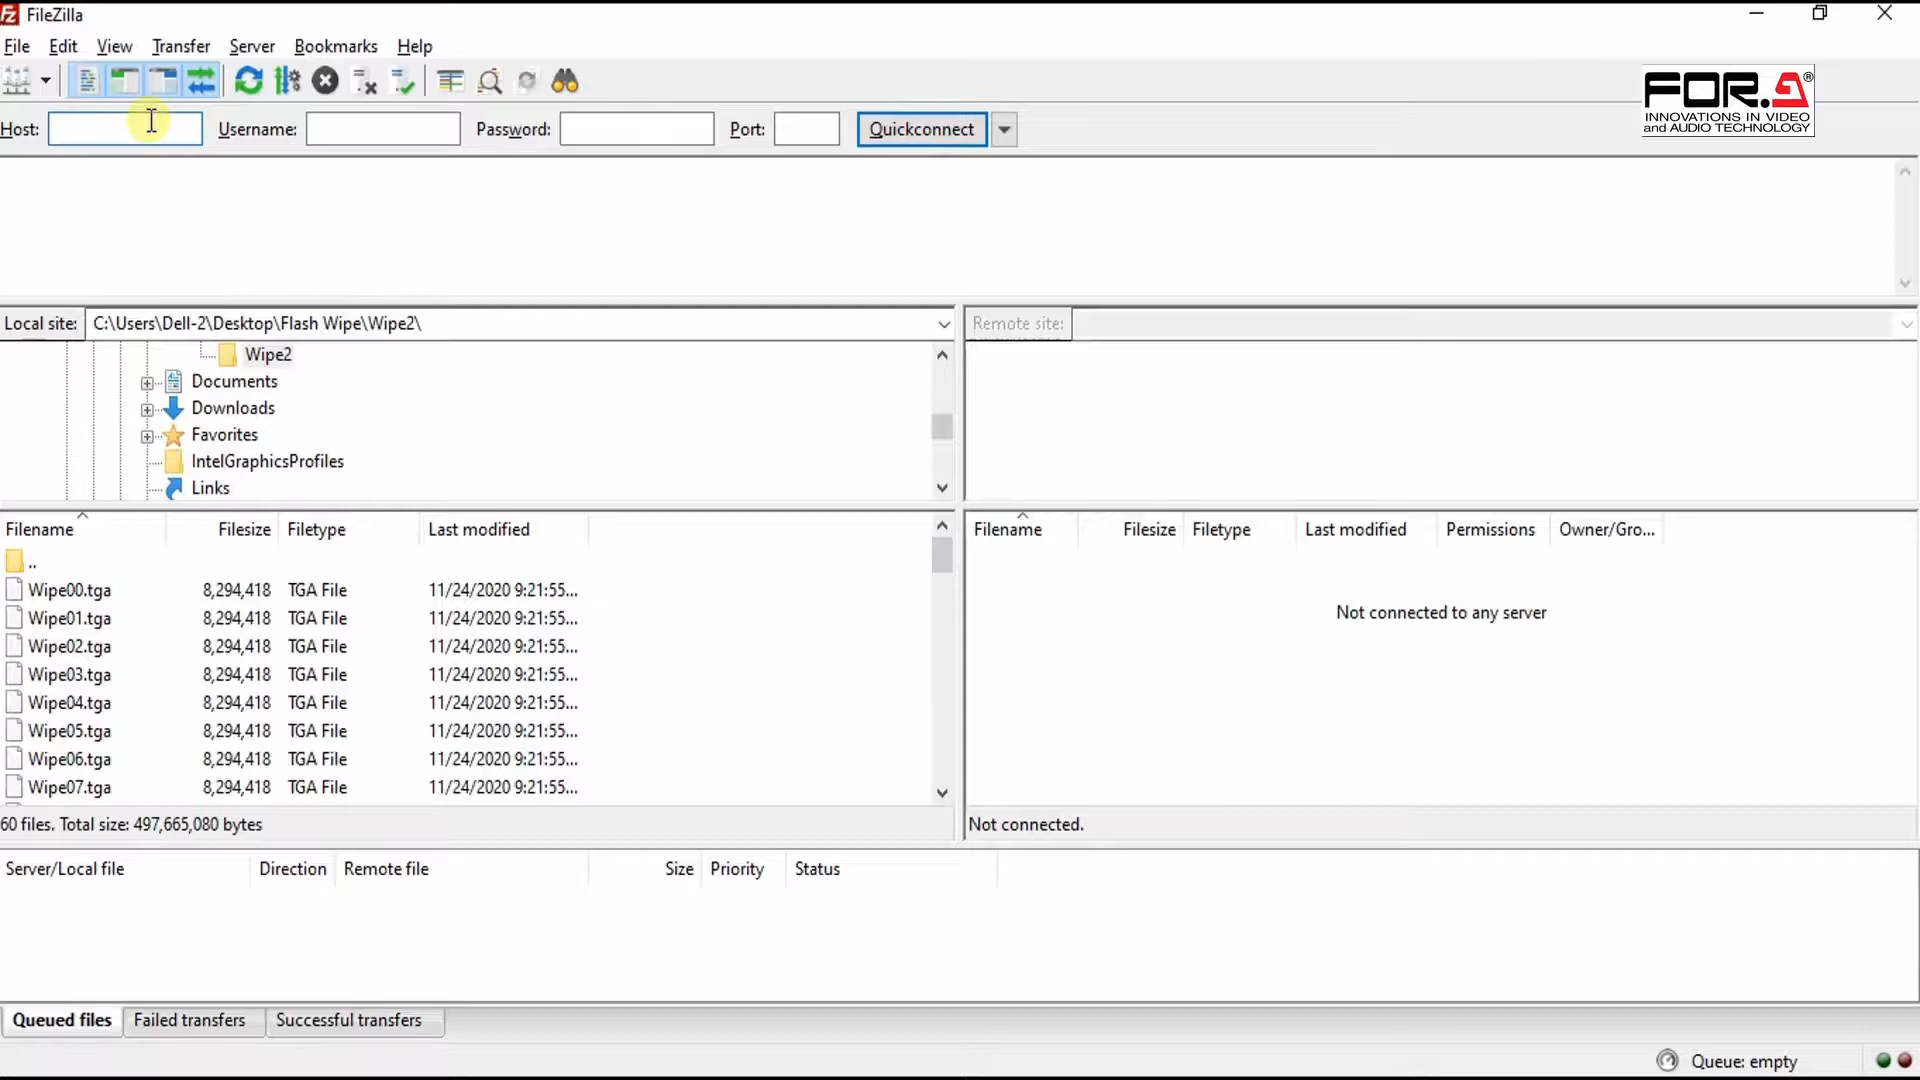 FileZilla
File Edit View Transfer Server Bookmarks Help
FOR.A®
INNOVATIONS IN VIDEO
and AUDIO TECHNOLOGY
Host: Username: Password: Port: Quickconnect
Local site: C:\Users\Dell-2\Desktop\Flash Wipe\Wipe2\
Remote site:
Wipe2
Documents
Downloads
Favorites
IntelGraphicsProfiles
Links
Filename Filesize Filetype Last modified
..
Wipe00.tga 8,294,418 TGA File 11/24/2020 9:21:55...
Wipe01.tga 8,294,418 TGA File 11/24/2020 9:21:55...
Wipe02.tga 8,294,418 TGA File 11/24/2020 9:21:55...
Wipe03.tga 8,294,418 TGA File 11/24/2020 9:21:55...
Wipe04.tga 8,294,418 TGA File 11/24/2020 9:21:55...
Wipe05.tga 8,294,418 TGA File 11/24/2020 9:21:55...
Wipe06.tga 8,294,418 TGA File 11/24/2020 9:21:55...
Wipe07.tga 8,294,418 TGA File 11/24/2020 9:21:55...
60 files. Total size: 497,665,080 bytes
Filename Filesize Filetype Last modified Permissions Owner/Gro...
Not connected to any server
Not connected.
Server/Local file Direction Remote file Size Priority Status
Queued files Failed transfers Successful transfers
Queue: empty